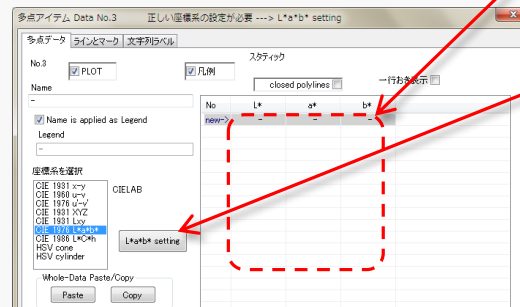 多点アイテム Data No.3 正しい座標系の設定が必要 ---> L*a*b* setting
多点データ ラインとマーク 文字列ラベル
No.3 PLOT 凡例 スタティック
closed polylines 一行おき表示
Name
-
Name is applied as Legend
Legend
-
No L* a* b*
new-> - - -
座標系を選択
CIE 1931 x-y
CIE 1960 u-v
CIE 1976 u'-v'
CIE 1931 XYZ
CIE 1931 Lxy
CIE 1976 L*a*b*
CIE 1986 L*C*h
HSV cone
HSV cylinder
CIELAB
L*a*b* setting
Whole-Data Paste/Copy
Paste Copy